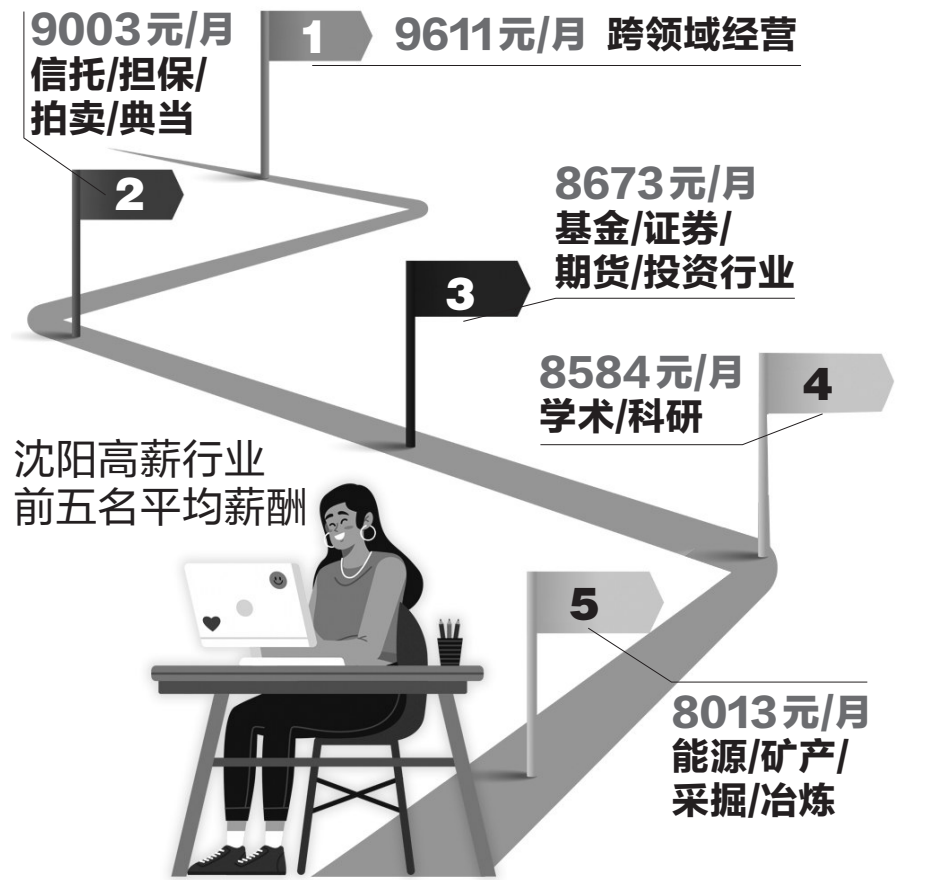 1
9611元/月 跨领域经营
9003元/月
信托/担保/
拍卖/典当
2
8673元/月
基金/证券/
期货/投资行业
3
8584元/月
学术/科研
4
沈阳高薪行业
前五名平均薪酬
5
8013元/月
能源/矿产/
采掘/冶炼